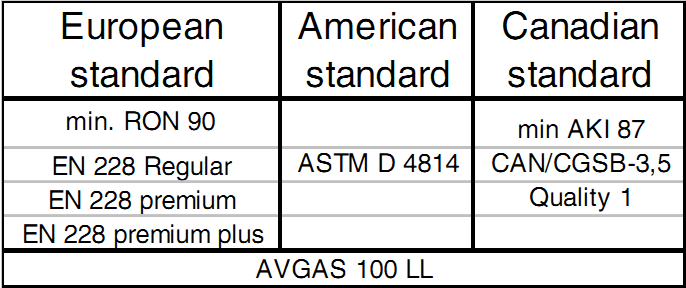 European standard
American standard
Canadian standard
min. RON 90
min AKI 87
EN 228 Regular
ASTM D 4814
CAN/CGSB-3,5
EN 228 premium
Quality 1
EN 228 premium plus
AVGAS 100 LL